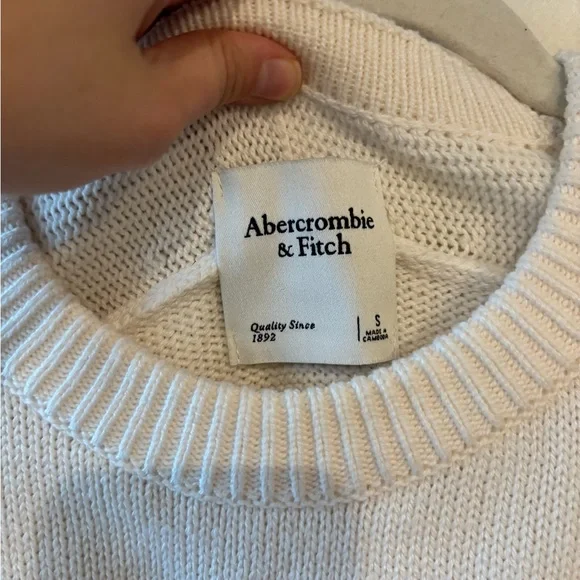 Abercrombie
& Fitch
Quality Since
1892
S
MADE IN
CAMBODIA